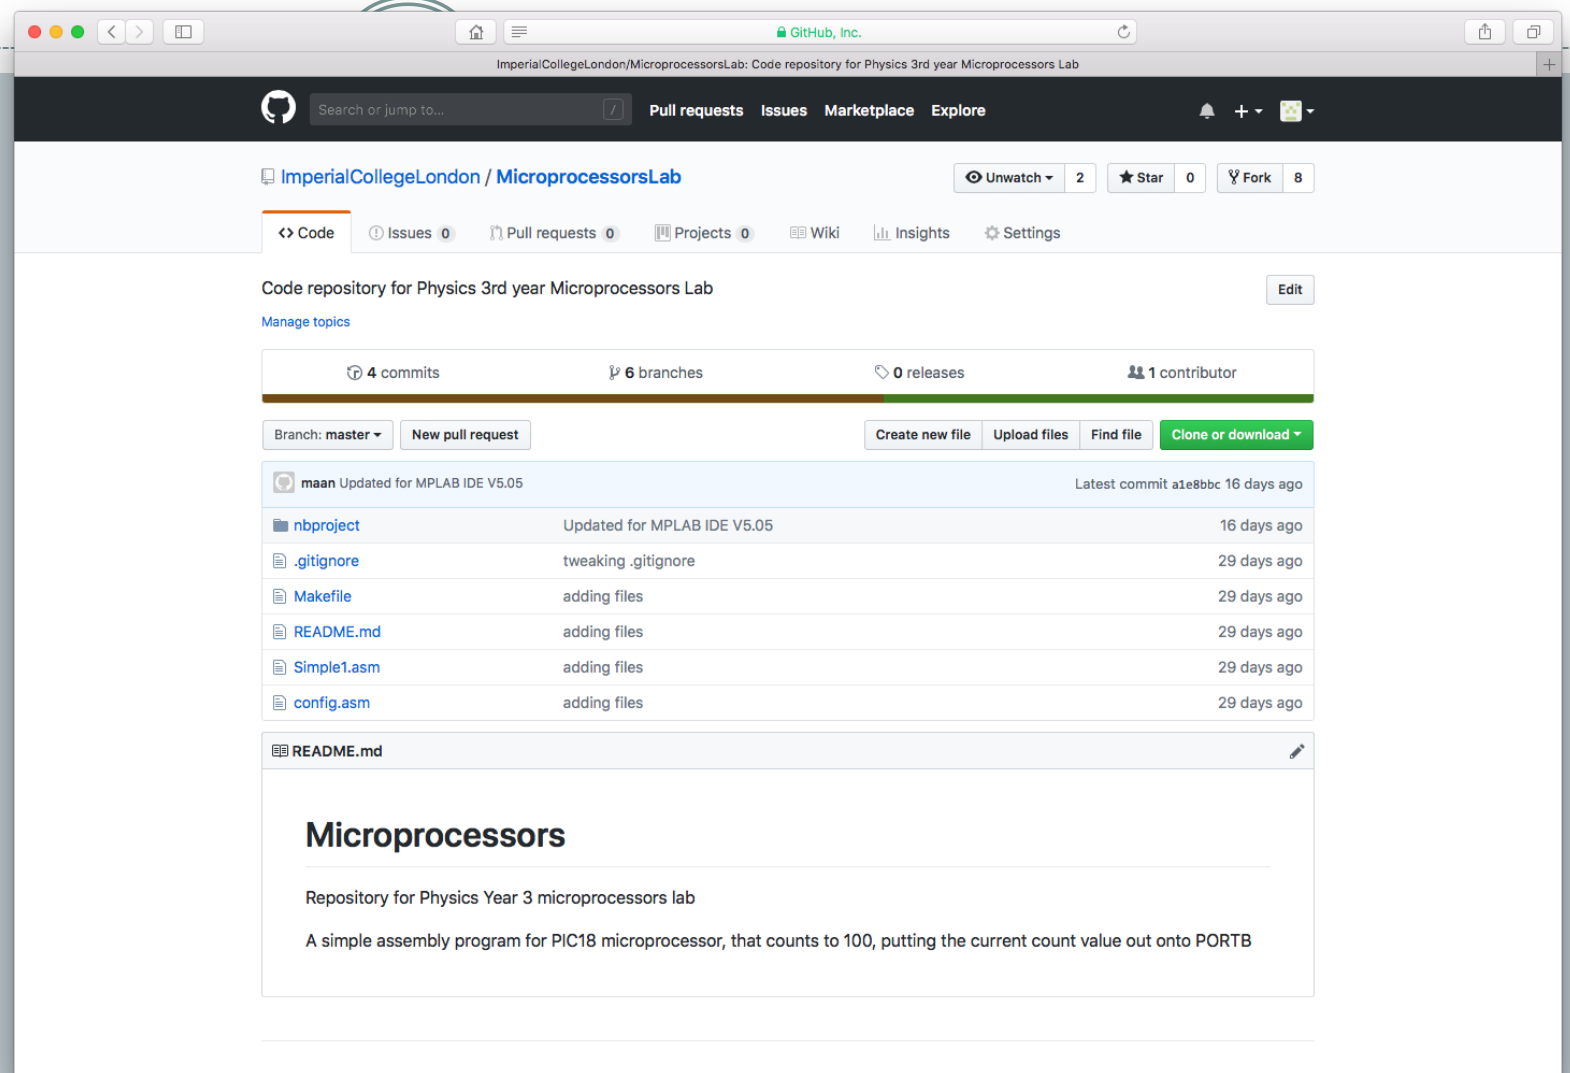 GitHub, Inc.
ImperialCollegeLondon/MicroprocessorsLab: Code repository for Physics 3rd year Microprocessors Lab
Search or jump to... / Pull requests Issues Marketplace Explore
ImperialCollegeLondon / MicroprocessorsLab Unwatch 2 Star 0 Fork 8
Code Issues 0 Pull requests 0 Projects 0 Wiki Insights Settings
Code repository for Physics 3rd year Microprocessors Lab Edit
Manage topics
4 commits 6 branches 0 releases 1 contributor
Branch: master New pull request Create new file Upload files Find file Clone or download
maan Updated for MPLAB IDE V5.05 Latest commit a1e8bbc 16 days ago
nbproject Updated for MPLAB IDE V5.05 16 days ago
.gitignore tweaking .gitignore 29 days ago
Makefile adding files 29 days ago
README.md adding files 29 days ago
Simple1.asm adding files 29 days ago
config.asm adding files 29 days ago
README.md
Microprocessors
Repository for Physics Year 3 microprocessors lab
A simple assembly program for PIC18 microprocessor, that counts to 100, putting the current count value out onto PORTB